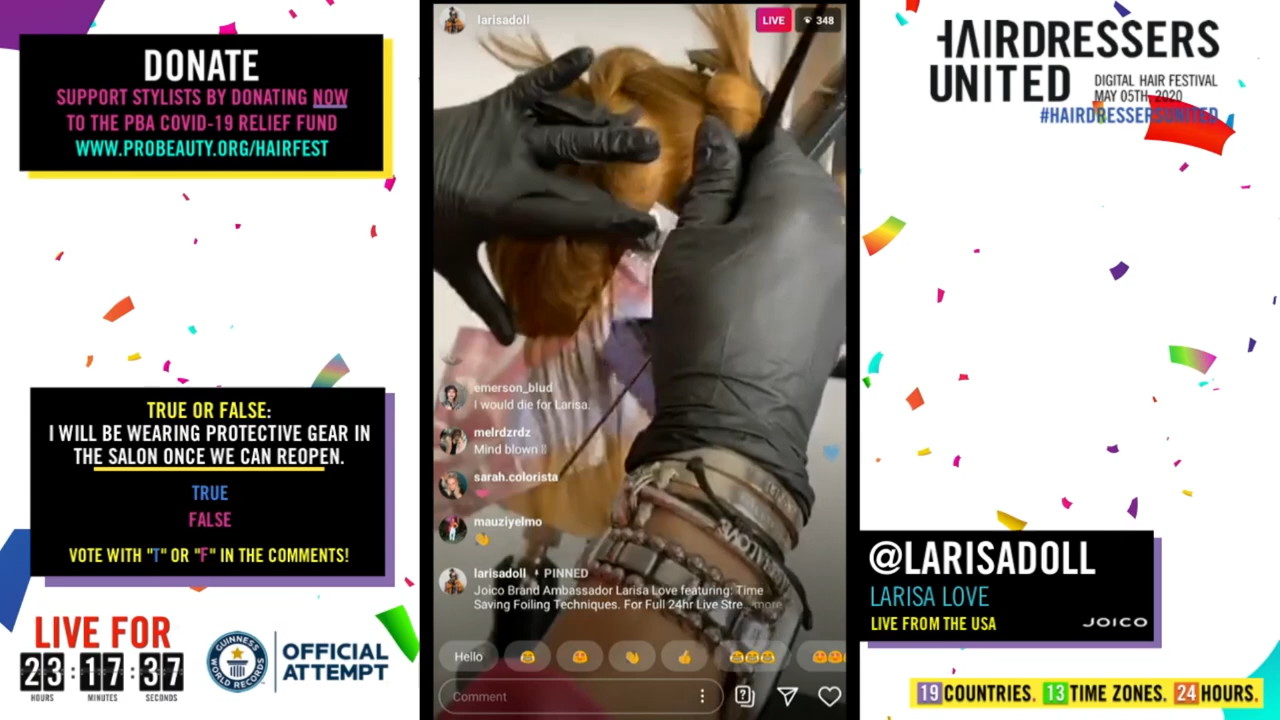 DONATE
SUPPORT STYLISTS BY DONATING NOW
TO THE PBA COVID-19 RELIEF FUND
WWW.PROBEAUTY.ORG/HAIRFEST
TRUE OR FALSE:
I WILL BE WEARING PROTECTIVE GEAR IN
THE SALON ONCE WE CAN REOPEN.
TRUE
FALSE
VOTE WITH "T" OR "F" IN THE COMMENTS!
LIVE FOR
23:17:37
HOURS MINUTES SECONDS
GUINNESS
WORLD RECORDS
OFFICIAL
ATTEMPT
larisadoll
LIVE
348
emerson_blud
I would die for Larisa.
melrdzrdz
Mind blown
sarah.colorista
mauziyelmo
larisadoll PINNED
Joico Brand Ambassador Larisa Love featuring: Time
Saving Foiling Techniques. For Full 24hr Live Stre... more
Hello
Comment
HAIRDRESSERS
UNITED
DIGITAL HAIR FESTIVAL
MAY 05TH, 2020
#HAIRDRESSERSUNITED
@LARISADOLL
LARISA LOVE
LIVE FROM THE USA
JOICO
19 COUNTRIES. 13 TIME ZONES. 24 HOURS.